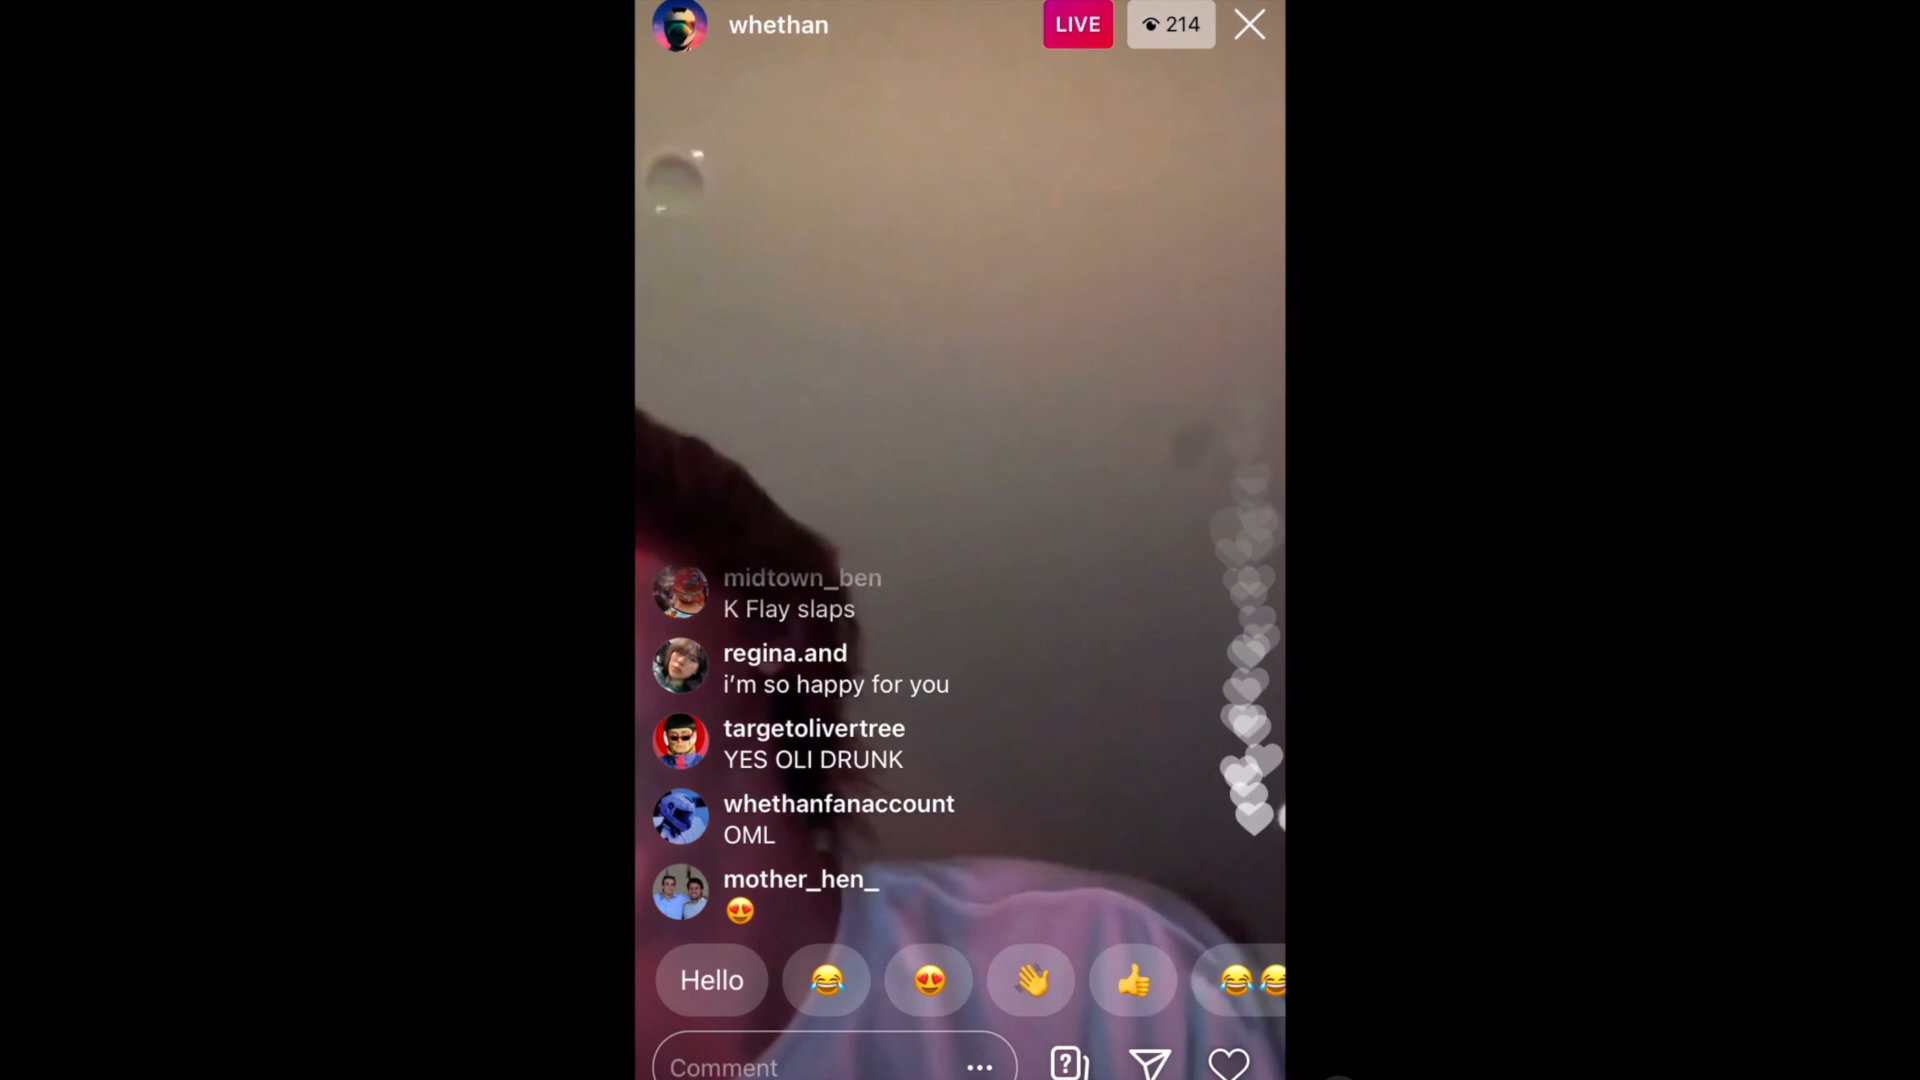 whethan
LIVE
214
midtown_ben
K Flay slaps
regina.and
i’m so happy for you
targetolivertree
YES OLI DRUNK
whethanfanaccount
OML
mother_hen_
😍
Hello 😂 😍 👋 👍 😂😂
Comment